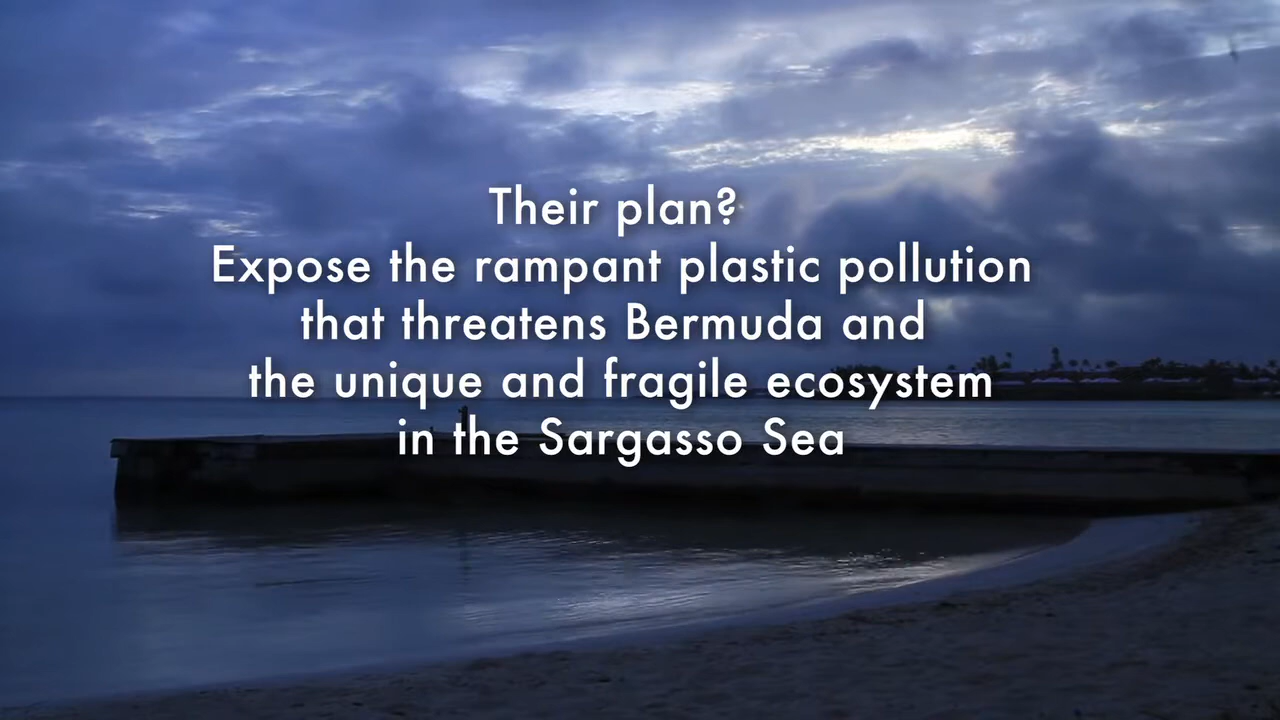 Their plan?
Expose the rampant plastic pollution
that threatens Bermuda and
the unique and fragile ecosystem
in the Sargasso Sea